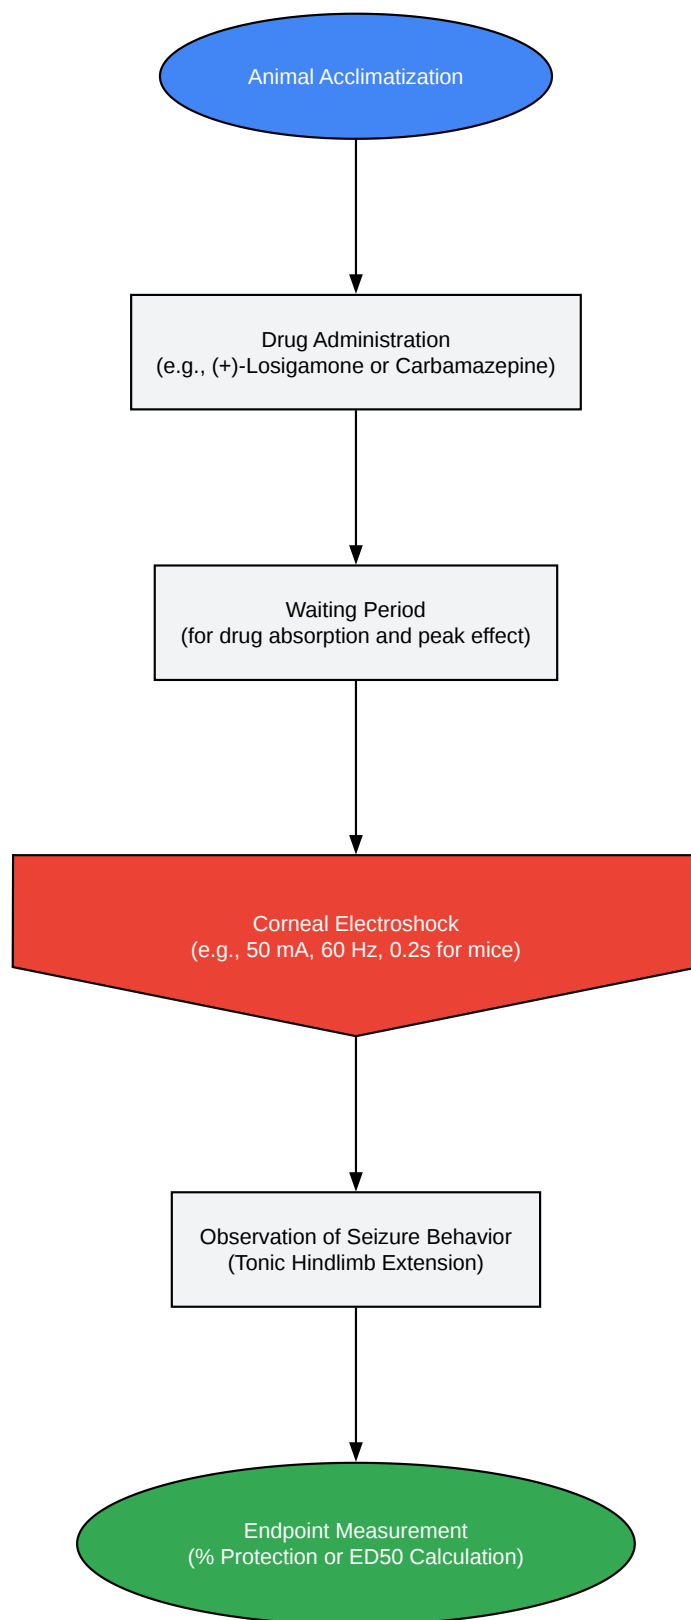 Animal Acclimatization
Drug Administration
(e.g., (+)-Losigamone or Carbamazepine)
Waiting Period
(for drug absorption and peak effect)
Corneal Electroshock
(e.g., 50 mA, 60 Hz, 0.2s for mice)
Observation of Seizure Behavior
(Tonic Hindlimb Extension)
Endpoint Measurement
(% Protection or ED50 Calculation)